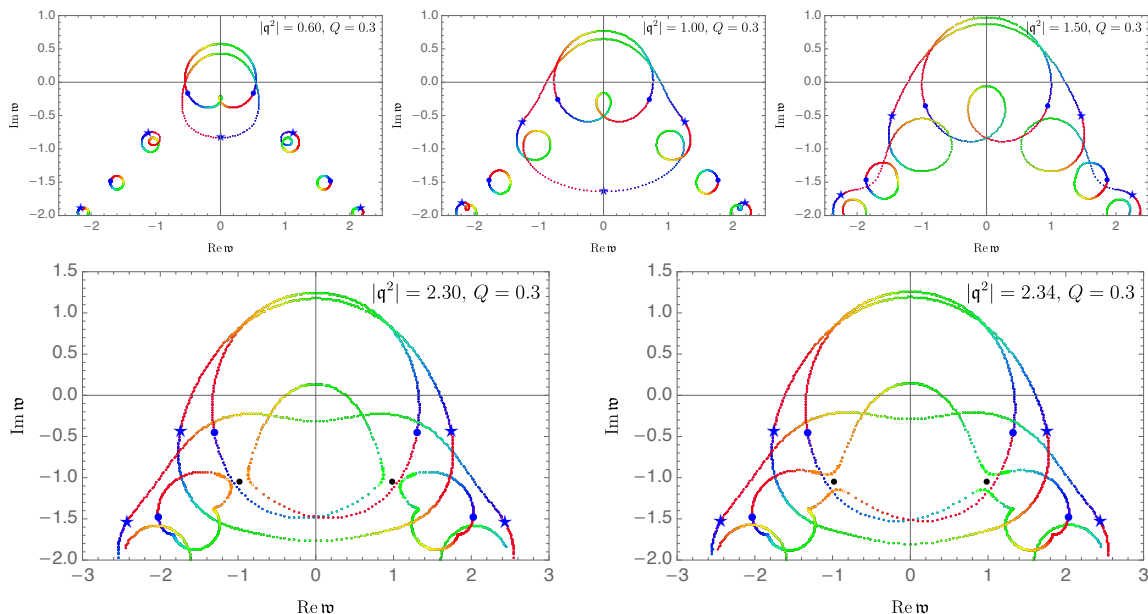 |𝔮²| = 0.60, Q = 0.3
|𝔮²| = 1.00, Q = 0.3
|𝔮²| = 1.50, Q = 0.3
1.0
0.5
0.0
−0.5
−1.0
−1.5
−2.0
Im 𝔴
−2 −1 0 1 2
Re 𝔴
1.0
0.5
0.0
−0.5
−1.0
−1.5
−2.0
Im 𝔴
−2 −1 0 1 2
Re 𝔴
1.0
0.5
0.0
−0.5
−1.0
−1.5
−2.0
Im 𝔴
−2 −1 0 1 2
Re 𝔴
|𝔮²| = 2.30, Q = 0.3
1.5
1.0
0.5
0.0
−0.5
−1.0
−1.5
−2.0
Im 𝔴
−3 −2 −1 0 1 2 3
Re 𝔴
|𝔮²| = 2.34, Q = 0.3
1.5
1.0
0.5
0.0
−0.5
−1.0
−1.5
−2.0
Im 𝔴
−3 −2 −1 0 1 2 3
Re 𝔴